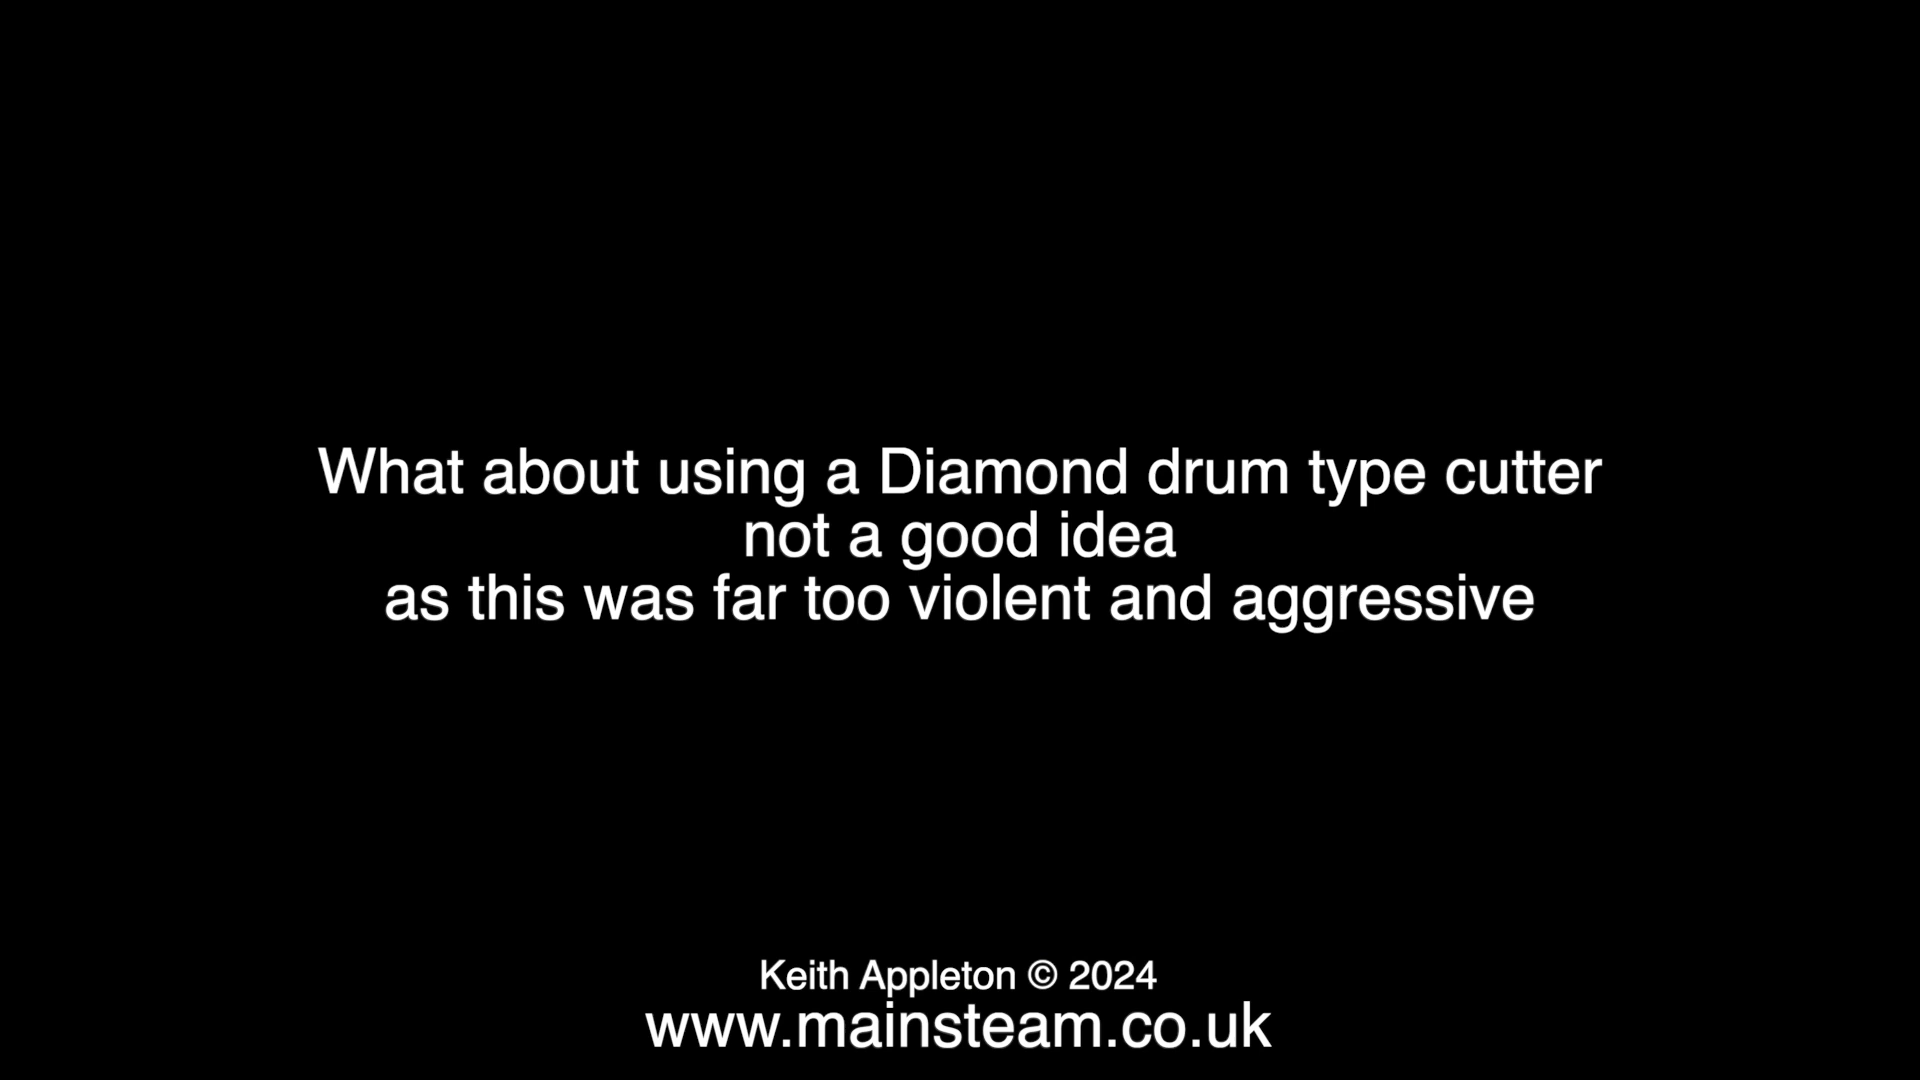 What about using a Diamond drum type cutter
not a good idea
as this was far too violent and aggressive
Keith Appleton © 2024
www.mainsteam.co.uk